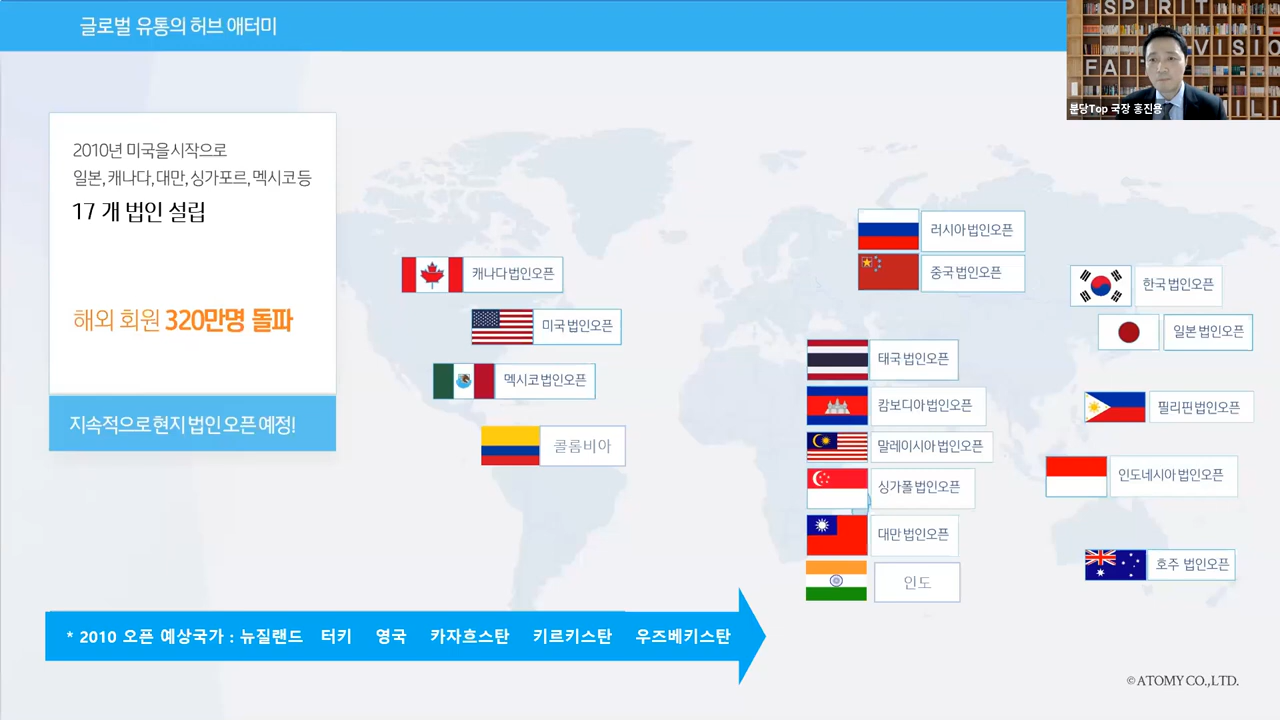 글로벌 유통의 허브 애터미
SPIRIT
VISIO
FAIT
분당Top 국장 홍진용
2010년 미국을시작으로
일본, 캐나다, 대만, 싱가포르, 멕시코등
17 개 법인 설립
해외 회원 320만명 돌파
지속적으로 현지 법인 오픈 예정!
캐나다법인오픈
미국 법인오픈
멕시코법인오픈
콜롬비아
러시아법인오픈
중국 법인오픈
태국 법인오픈
캄보디아법인오픈
말레이시아법인오픈
싱가폴 법인오픈
대만 법인오픈
인도
한국 법인오픈
일본 법인오픈
필리핀법인오픈
인도네시아법인오픈
호주 법인오픈
* 2010 오픈 예상국가 : 뉴질랜드 터키 영국 카자흐스탄 키르키스탄 우즈베키스탄
©ATOMY CO.,LTD.